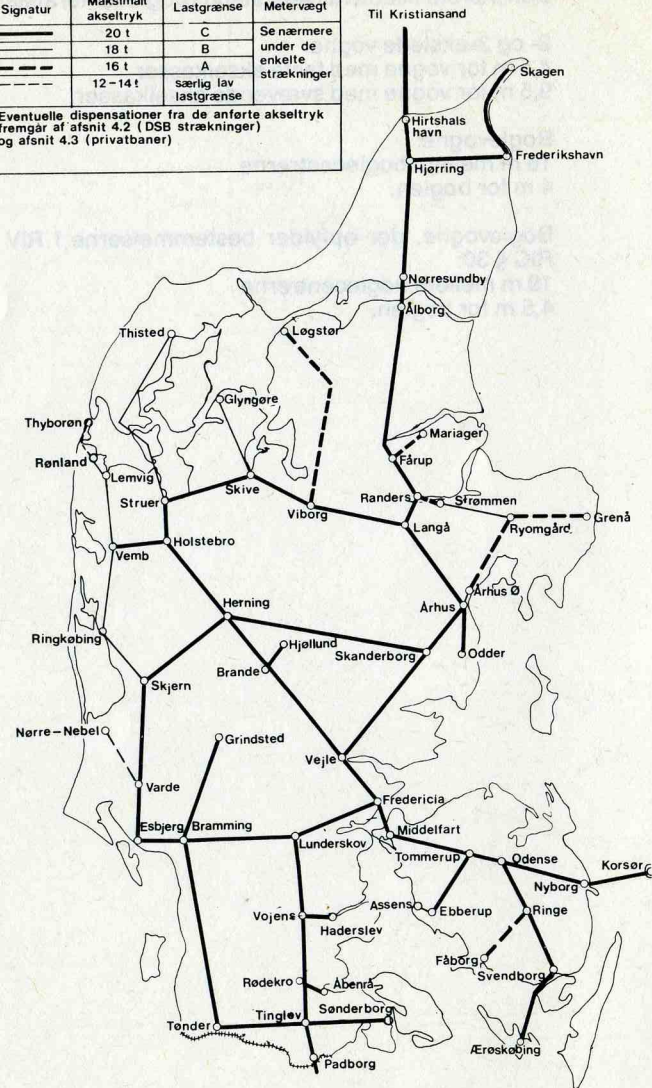 Signatur
Maksimalt
akseltryk
Lastgrænse
Metervægt
20 t
C
Se nærmere
18 t
B
under de
16 t
A
enkelte
strækninger
12-14 t
særlig lav
lastgrænse
Eventuelle dispensationer fra de anførte akseltryk
fremgår af afsnit 4.2 (DSB strækninger)
og afsnit 4.3 (privatbaner)
Til Kristiansand
Skagen
Hirtshals
havn
Hjørring
Frederikshavn
Nørresundby
Ålborg
Thisted
Løgstør
Glyngøre
Thyborøn
Mariager
Rønland
Lemvig
Fårup
Skive
Randers
Strømmen
Struer
Viborg
Langå
Ryomgård
Grenå
Vemb
Holstebro
Århus Ø
Århus
Herning
Ringkøbing
Hjøllund
Skanderborg
Odder
Brande
Skjern
Nørre-Nebel
Grindsted
Vejle
Varde
Fredericia
Esbjerg
Bramming
Lunderskov
Middelfart
Tommerup
Odense
Korsør
Nyborg
Assens
Ebberup
Ringe
Vojens
Haderslev
Fåborg
Svendborg
Rødekro
Åbenrå
Sønderborg
Tinglev
Tønder
Ærøskøbing
Padborg